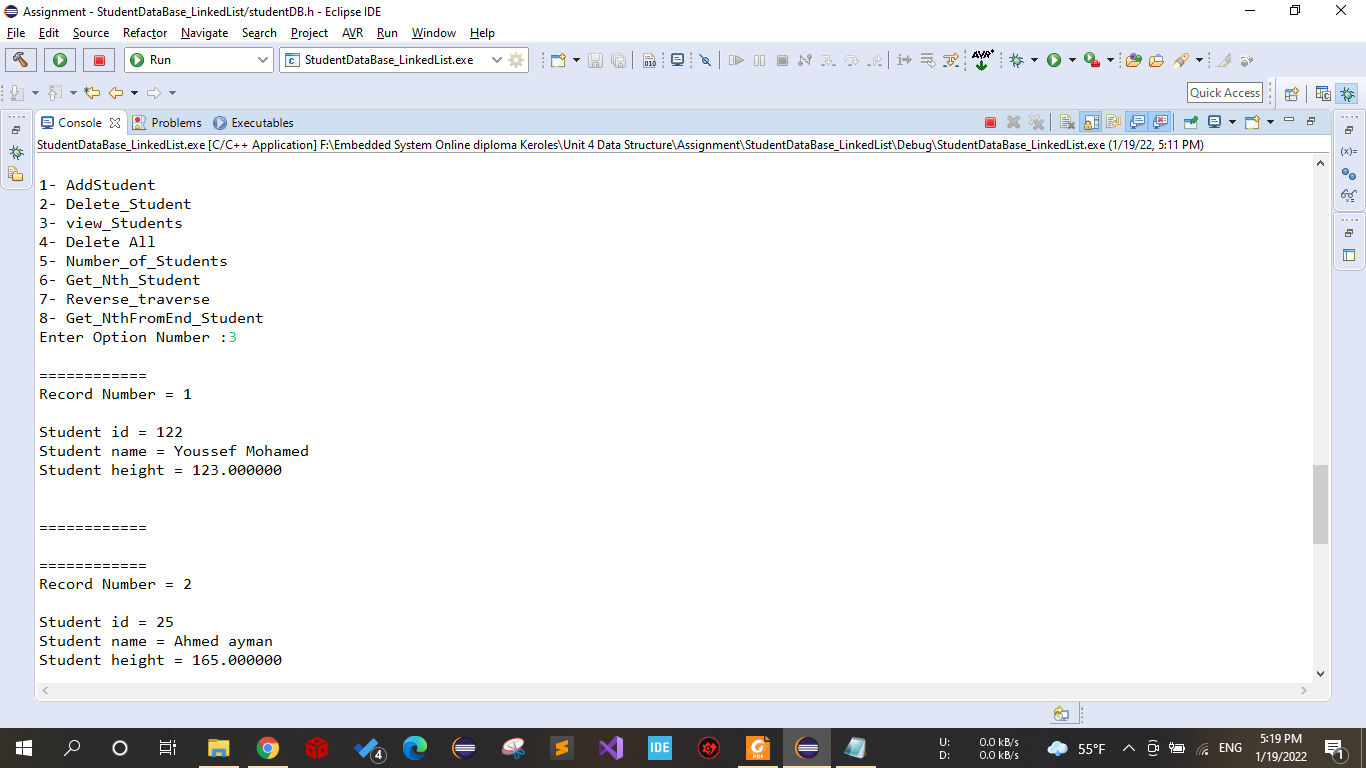 Assignment - StudentDataBase_LinkedList/studentDB.h - Eclipse IDE
File Edit Source Refactor Navigate Search Project AVR Run Window Help
Run StudentDataBase_LinkedList.exe 010 AVR
Quick Access
Console Problems Executables
StudentDataBase_LinkedList.exe [C/C++ Application] F:\Embedded System Online diploma Keroles\Unit 4 Data Structure\Assignment\StudentDataBase_LinkedList\Debug\StudentDataBase_LinkedList.exe (1/19/22, 5:11 PM)
1- AddStudent
2- Delete_Student
3- view_Students
4- Delete All
5- Number_of_Students
6- Get_Nth_Student
7- Reverse_traverse
8- Get_NthFromEnd_Student
Enter Option Number :3
============
Record Number = 1
Student id = 122
Student name = Youssef Mohamed
Student height = 123.000000
============
============
Record Number = 2
Student id = 25
Student name = Ahmed ayman
Student height = 165.000000
(x)=
4 IDE PDF
U: 0.0 kB/s
D: 0.0 kB/s
55°F ENG
5:19 PM
1/19/2022
1